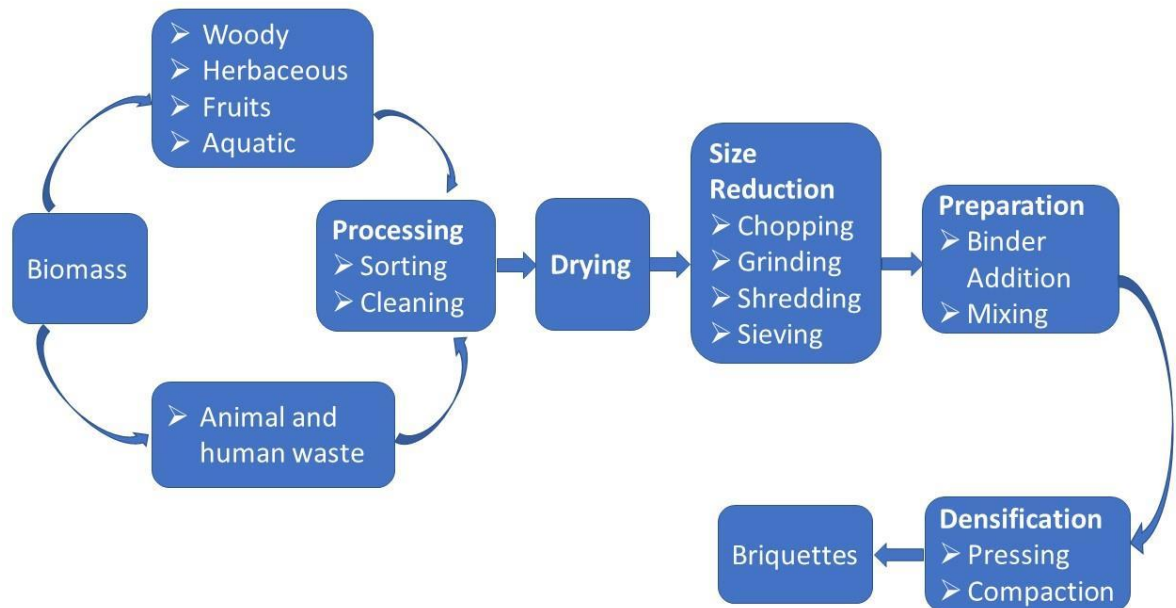 Biomass
➢ Woody
➢ Herbaceous
➢ Fruits
➢ Aquatic
➢ Animal and
human waste
Processing
➢ Sorting
➢ Cleaning
Drying
Size
Reduction
➢ Chopping
➢ Grinding
➢ Shredding
➢ Sieving
Preparation
➢ Binder
Addition
➢ Mixing
Densification
➢ Pressing
➢ Compaction
Briquettes